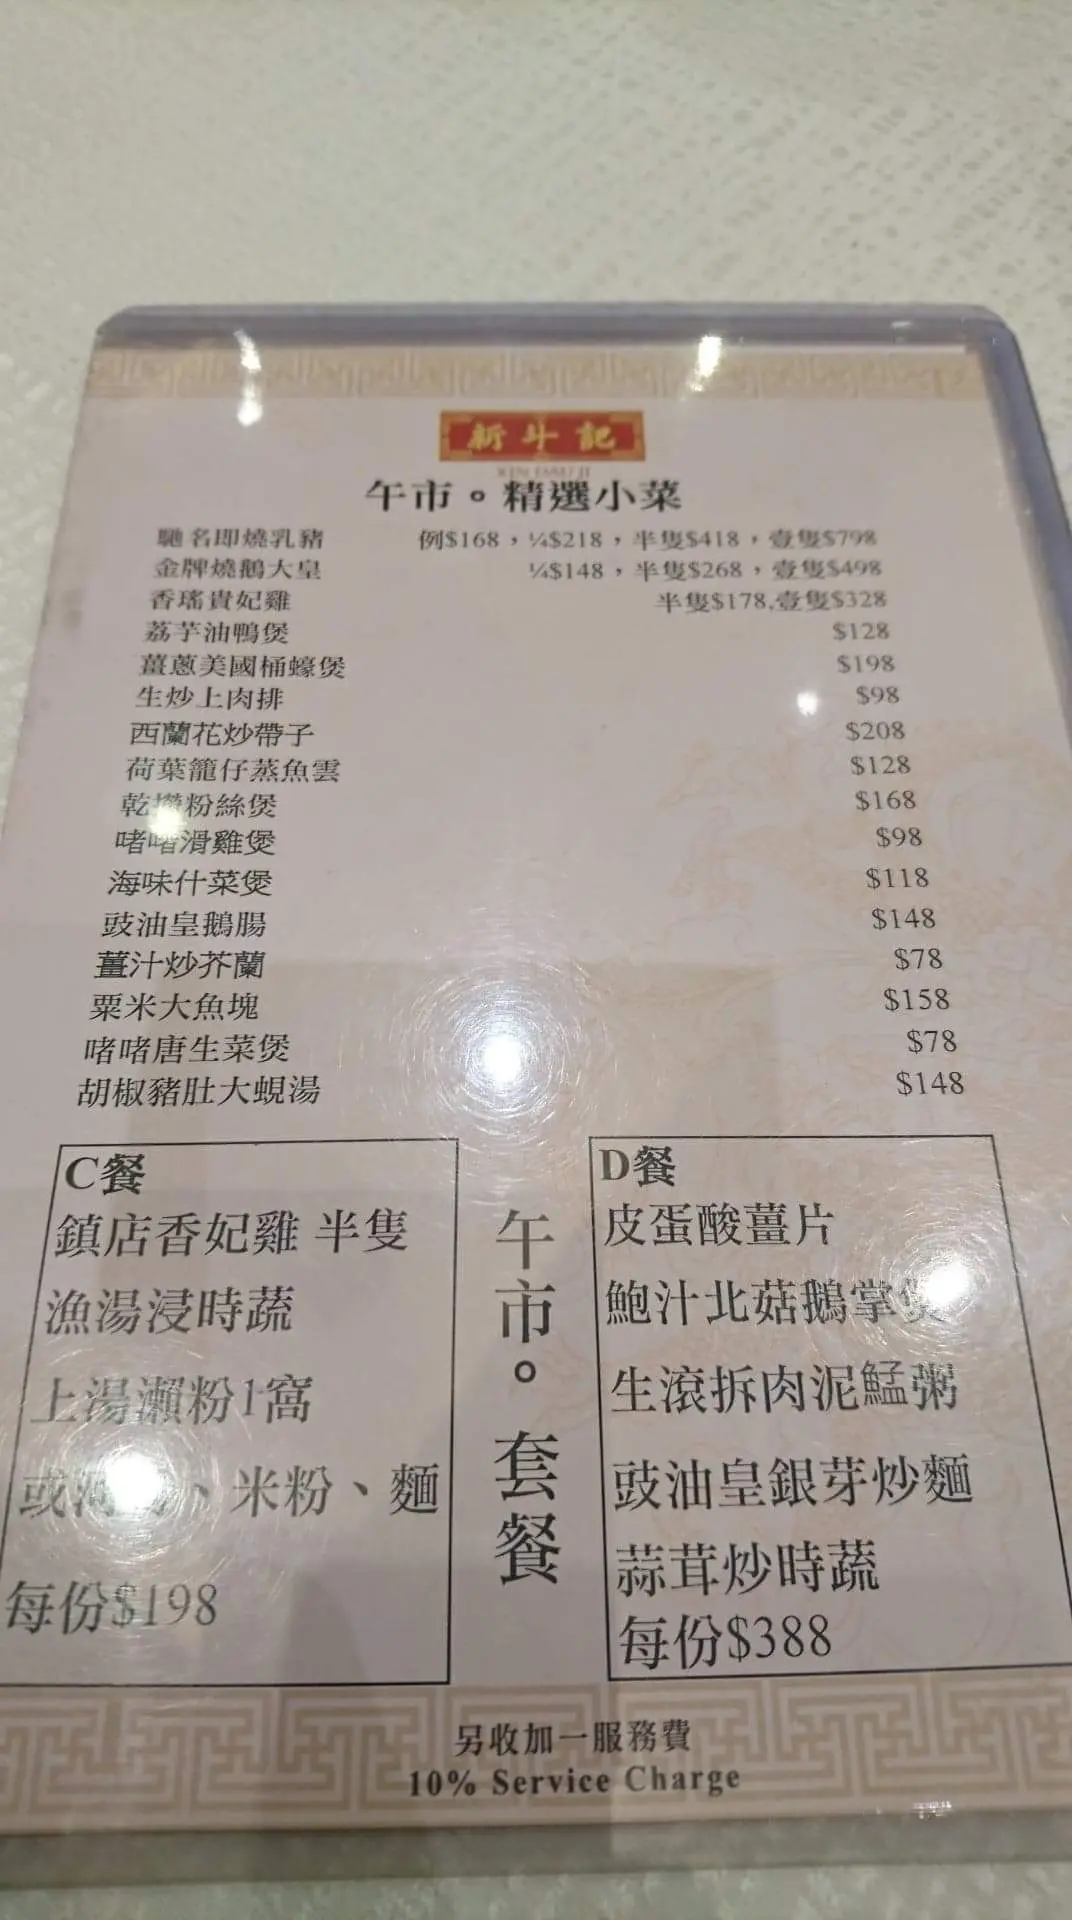 新斗記
XIN DAU JI
午市。精選小菜
馳名即燒乳豬 例$168，¼$218，半隻$418，壹隻$798
金牌燒鵝大皇 ¼$148，半隻$268，壹隻$498
香瑤貴妃雞 半隻$178,壹隻$328
荔芋油鴨煲 $128
薑蔥美國桶蠔煲 $198
生炒上肉排 $98
西蘭花炒帶子 $208
荷葉籠仔蒸魚雲 $128
乾撈粉絲煲 $168
啫啫滑雞煲 $98
海味什菜煲 $118
豉油皇鵝腸 $148
薑汁炒芥蘭 $78
粟米大魚塊 $158
啫啫唐生菜煲 $78
胡椒豬肚大蜆湯 $148
C餐
鎮店香妃雞 半隻
漁湯浸時蔬
上湯瀨粉1窩
或河、米粉、麵
每份$198
午市。套餐
D餐
皮蛋酸薑片
鮑汁北菇鵝掌煲
生滾拆肉泥鯭粥
豉油皇銀芽炒麵
蒜茸炒時蔬
每份$388
另收加一服務費
10% Service Charge